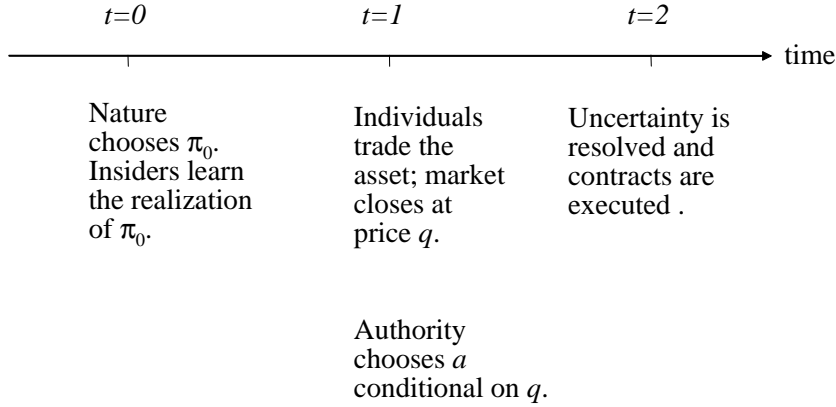 t=0 t=1 t=2
time
Nature
chooses π₀.
Insiders learn
the realization
of π₀.
Individuals
trade the
asset; market
closes at
price q.
Uncertainty is
resolved and
contracts are
executed .
Authority
chooses a
conditional on q.